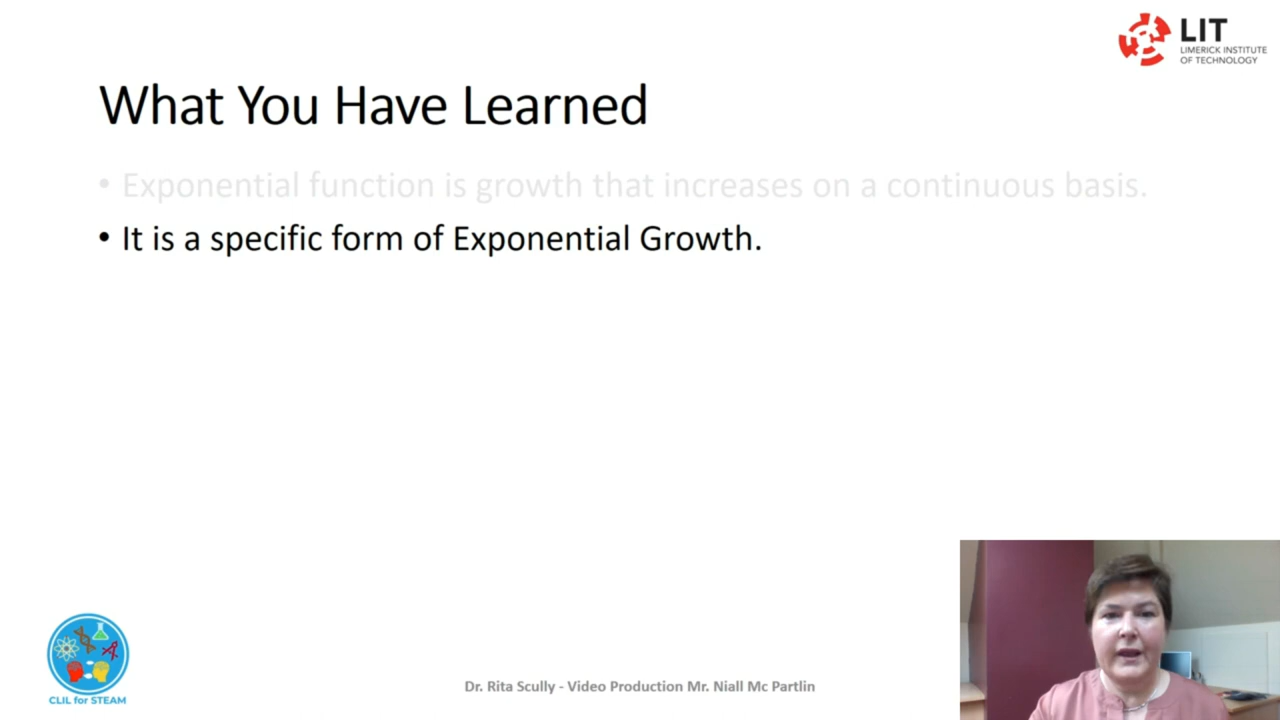 LIT
LIMERICK INSTITUTE
OF TECHNOLOGY
What You Have Learned
• Exponential function is growth that increases on a continuous basis.
• It is a specific form of Exponential Growth.
CLIL for STEAM
Dr. Rita Scully - Video Production Mr. Niall Mc Partlin